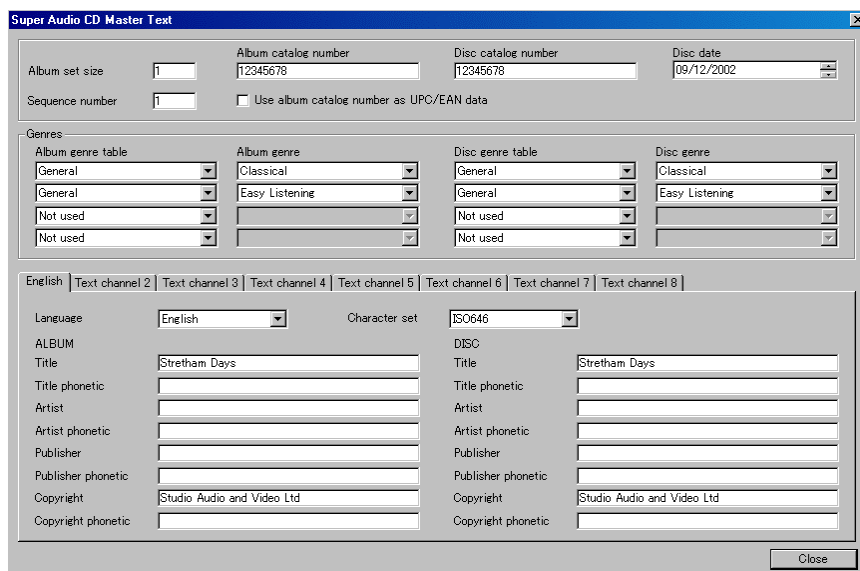 Super Audio CD Master Text
Album catalog number Disc catalog number Disc date
Album set size 1 12345678 12345678 09/12/2002
Sequence number 1 Use album catalog number as UPC/EAN data
Genres
Album genre table Album genre Disc genre table Disc genre
General Classical General Classical
General Easy Listening General Easy Listening
Not used Not used
Not used Not used
English Text channel 2 Text channel 3 Text channel 4 Text channel 5 Text channel 6 Text channel 7 Text channel 8
Language English Character set ISO646
ALBUM DISC
Title Stretham Days Title Stretham Days
Title phonetic Title phonetic
Artist Artist
Artist phonetic Artist phonetic
Publisher Publisher
Publisher phonetic Publisher phonetic
Copyright Studio Audio and Video Ltd Copyright Studio Audio and Video Ltd
Copyright phonetic Copyright phonetic
Close